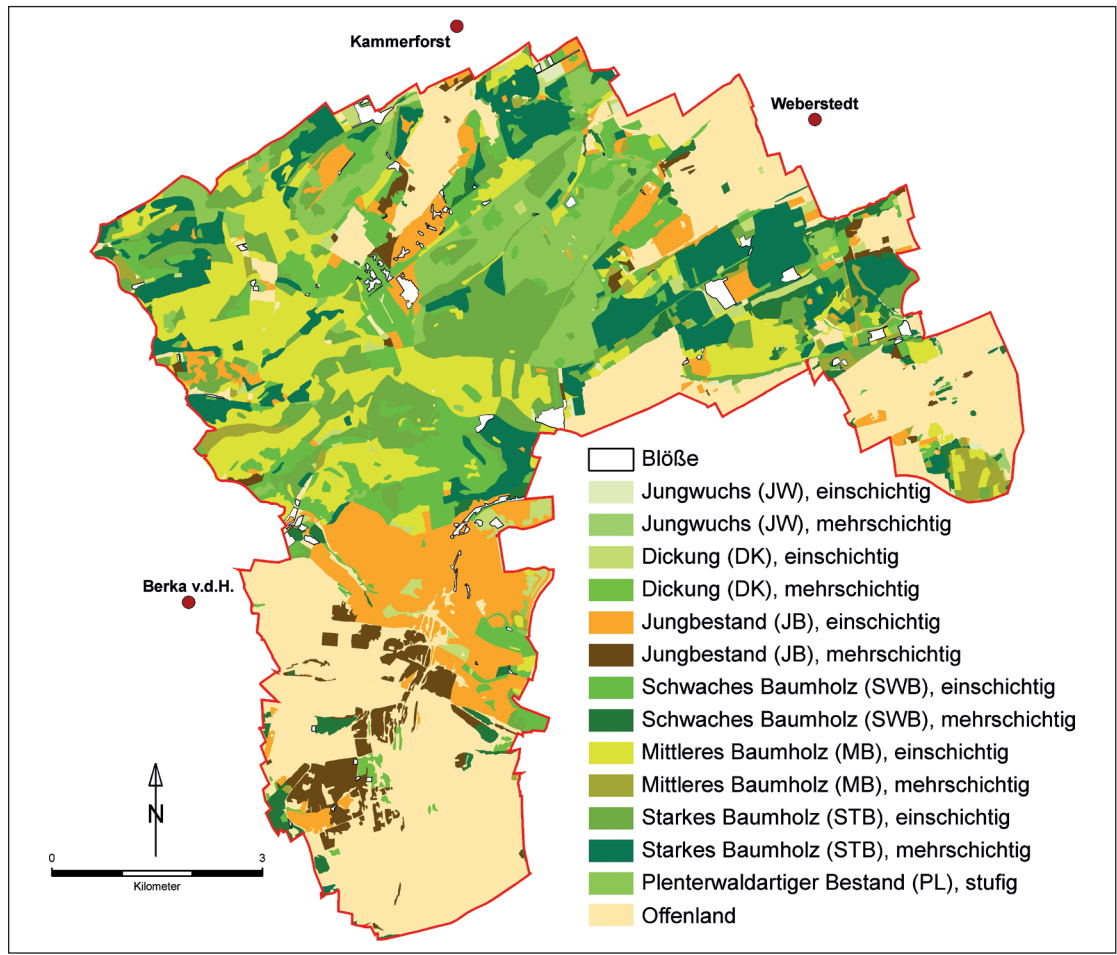 Kammerforst
Weberstedt
Blöße
Jungwuchs (JW), einschichtig
Jungwuchs (JW), mehrschichtig
Dickung (DK), einschichtig
Dickung (DK), mehrschichtig
Berka v.d.H.
Jungbestand (JB), einschichtig
Jungbestand (JB), mehrschichtig
Schwaches Baumholz (SWB), einschichtig
Schwaches Baumholz (SWB), mehrschichtig
Mittleres Baumholz (MB), einschichtig
Mittleres Baumholz (MB), mehrschichtig
Starkes Baumholz (STB), einschichtig
Starkes Baumholz (STB), mehrschichtig
Plenterwaldartiger Bestand (PL), stufig
Offenland
N
0 3
Kilometer